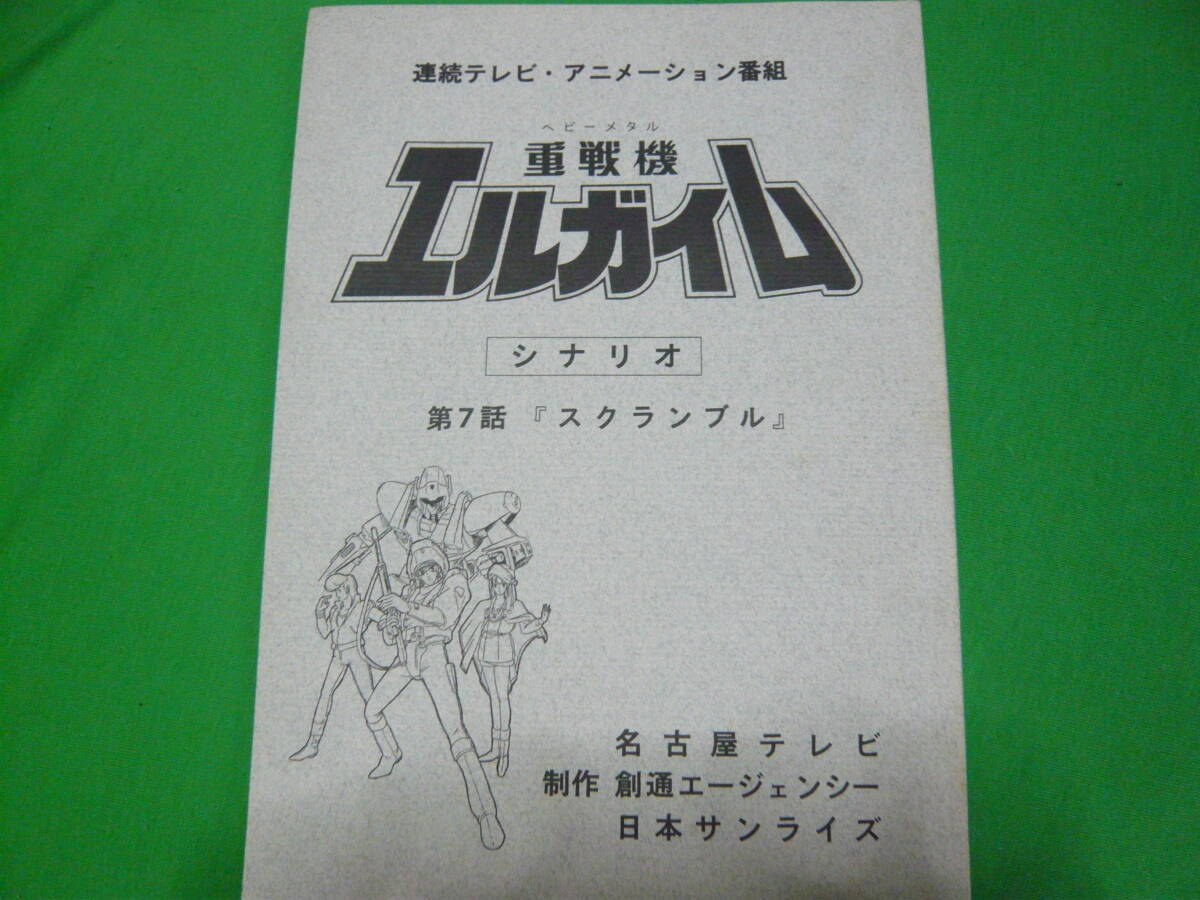 連続テレビ・アニメーション番組
ヘビーメタル
重戦機
エルガイム
シナリオ
第7話『スクランブル』
名古屋テレビ
制作 創通エージェンシー
日本サンライズ